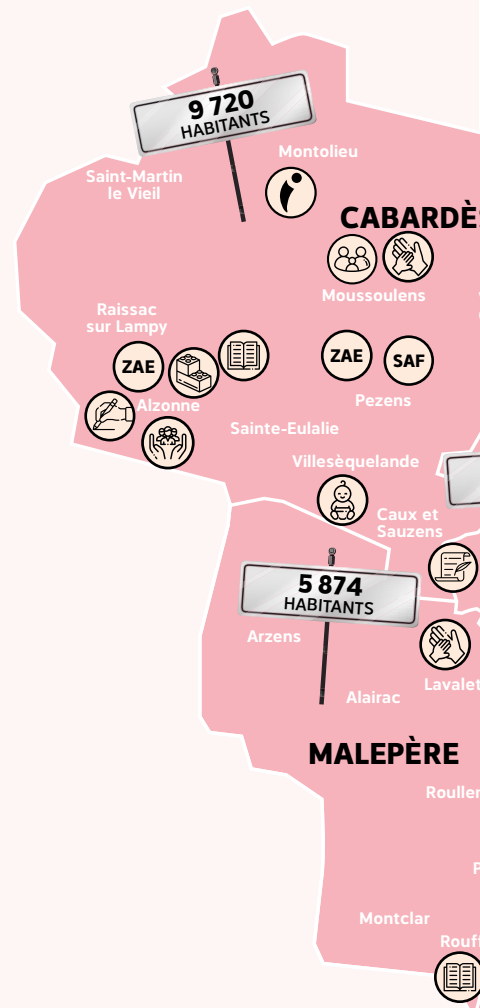 9 720
HABITANTS
Montolieu
Saint-Martin
le Vieil
CABARDÈS
Moussoulens
Raissac
sur Lampy
ZAE
ZAE
SAF
Alzonne
Pezens
Sainte-Eulalie
Villesèquelande
Caux et
Sauzens
5 874
HABITANTS
Arzens
Lavalet
Alairac
MALEPÈRE
Rouller
P
Montclar
Rouff